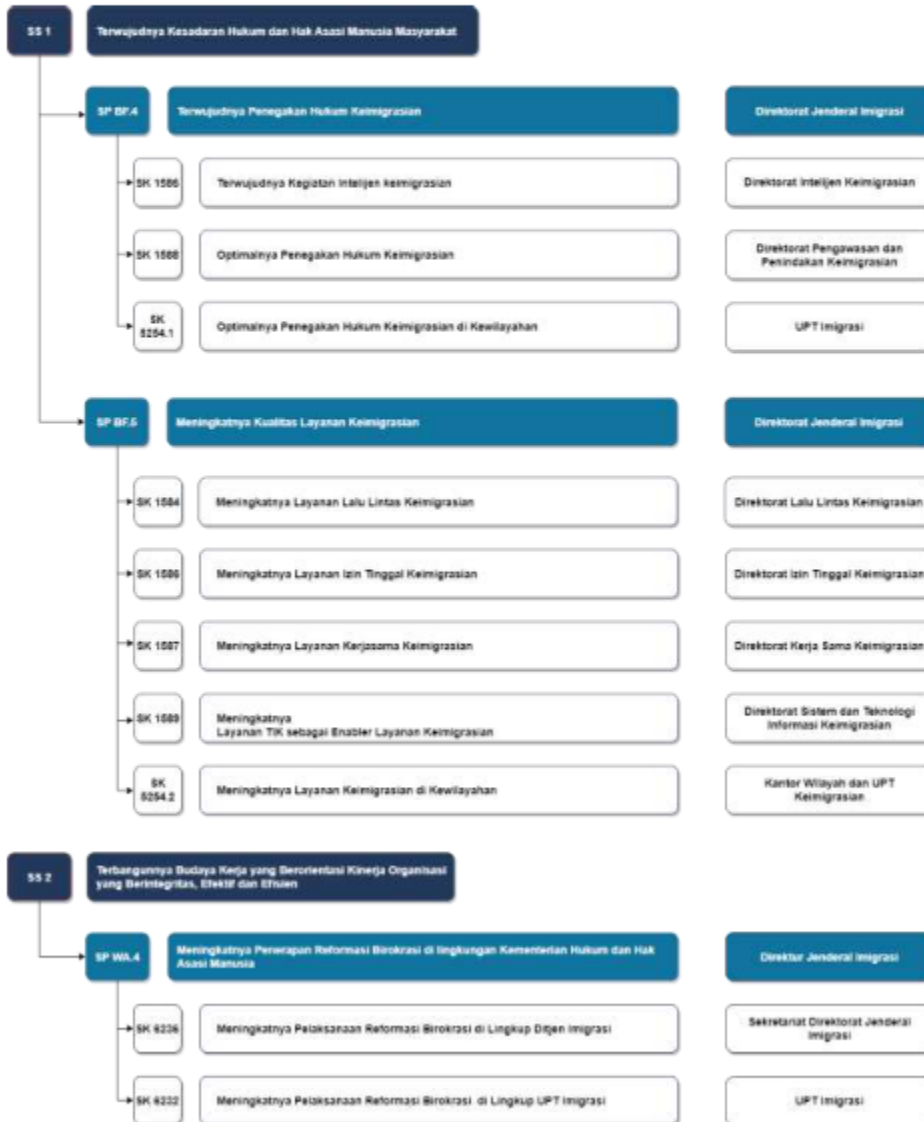 SS 1
Terwujudnya Kesadaran Hukum dan Hak Asasi Manusia Masyarakat
SP BF.4
Terwujudnya Penegakan Hukum Keimigrasian
Direktorat Jenderal Imigrasi
SK 1586
Terwujudnya Kegiatan Intelijen keimigrasian
Direktorat Intelijen Keimigrasian
SK 1588
Optimalnya Penegakan Hukum Keimigrasian
Direktorat Pengawasan dan
Penindakan Keimigrasian
SK
5254.1
Optimalnya Penegakan Hukum Keimigrasian di Kewilayahan
UPT Imigrasi
SP BF.5
Meningkatnya Kualitas Layanan Keimigrasian
Direktorat Jenderal Imigrasi
SK 1584
Meningkatnya Layanan Lalu Lintas Keimigrasian
Direktorat Lalu Lintas Keimigrasian
SK 1586
Meningkatnya Layanan Izin Tinggal Keimigrasian
Direktorat Izin Tinggal Keimigrasian
SK 1587
Meningkatnya Layanan Kerjasama Keimigrasian
Direktorat Kerja Sama Keimigrasian
SK 1589
Meningkatnya
Layanan TIK sebagai Enabler Layanan Keimigrasian
Direktorat Sistem dan Teknologi
Informasi Keimigrasian
SK
5254.2
Meningkatnya Layanan Keimigrasian di Kewilayahan
Kantor Wilayah dan UPT
Keimigrasian
SS 2
Terbangunnya Budaya Kerja yang Berorientasi Kinerja Organisasi
yang Berintegritas, Efektif dan Efisien
SP WA.4
Meningkatnya Penerapan Reformasi Birokrasi di lingkungan Kementerian Hukum dan Hak
Asasi Manusia
Direktur Jenderal Imigrasi
SK 6236
Meningkatnya Pelaksanaan Reformasi Birokrasi di Lingkup Ditjen Imigrasi
Sekretariat Direktorat Jenderal
Imigrasi
SK 6232
Meningkatnya Pelaksanaan Reformasi Birokrasi di Lingkup UPT Imigrasi
UPT Imigrasi